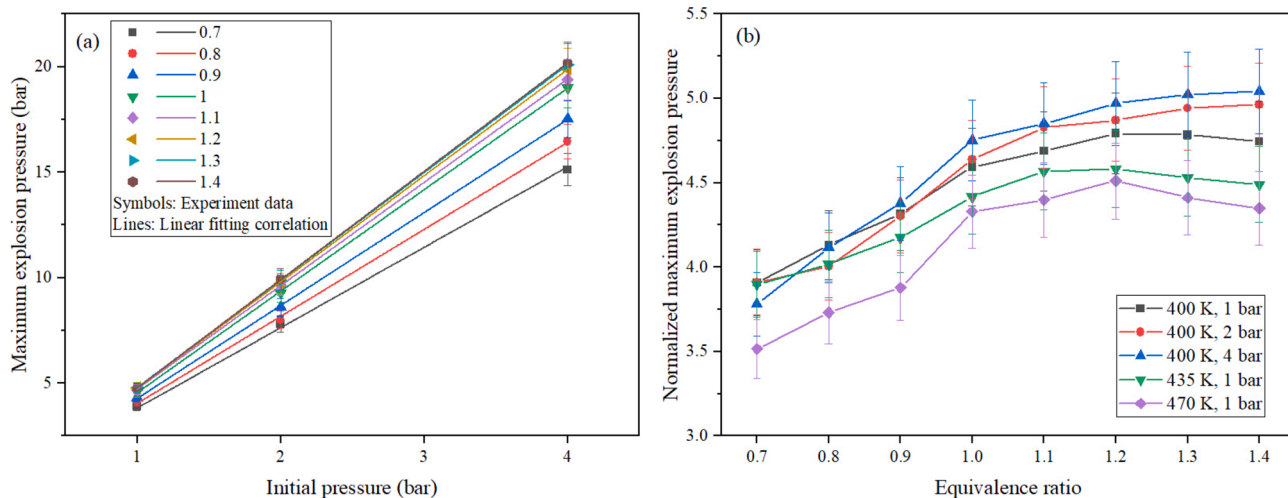 (a)
0.7
0.8
0.9
1
1.1
1.2
1.3
1.4
Symbols: Experiment data
Lines: Linear fitting correlation
Maximum explosion pressure (bar)
20
15
10
5
1
2
3
4
Initial pressure (bar)
(b)
Normalized maximum explosion pressure
5.5
5.0
4.5
4.0
3.5
3.0
400 K, 1 bar
400 K, 2 bar
400 K, 4 bar
435 K, 1 bar
470 K, 1 bar
0.7
0.8
0.9
1.0
1.1
1.2
1.3
1.4
Equivalence ratio